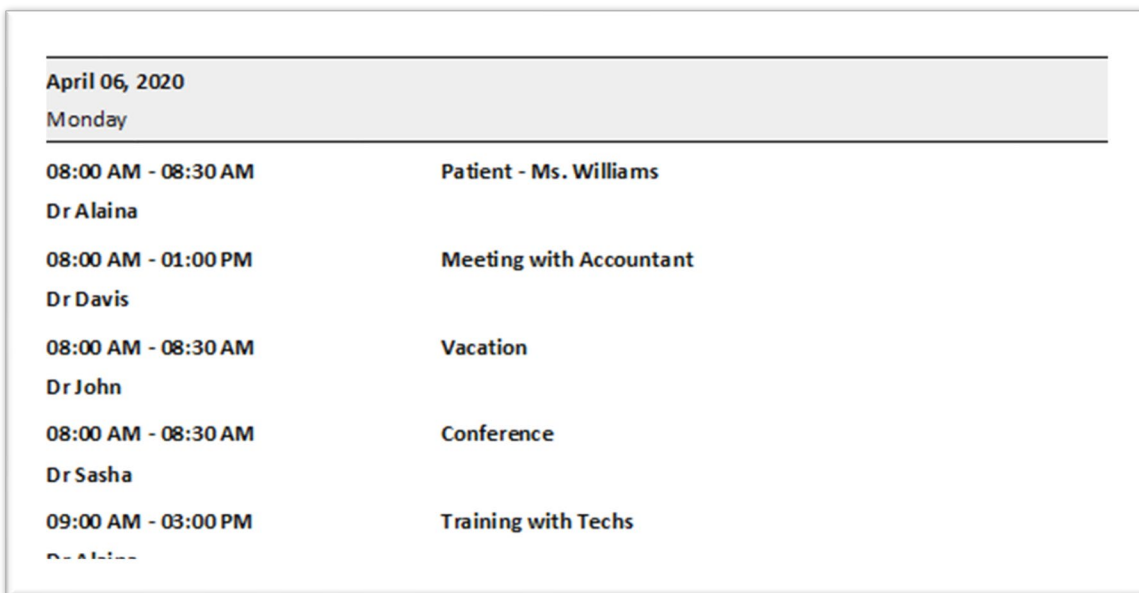 April 06, 2020
Monday
08:00 AM - 08:30 AM Patient - Ms. Williams
Dr Alaina
08:00 AM - 01:00 PM Meeting with Accountant
Dr Davis
08:00 AM - 08:30 AM Vacation
Dr John
08:00 AM - 08:30 AM Conference
Dr Sasha
09:00 AM - 03:00 PM Training with Techs
Dr Alaina